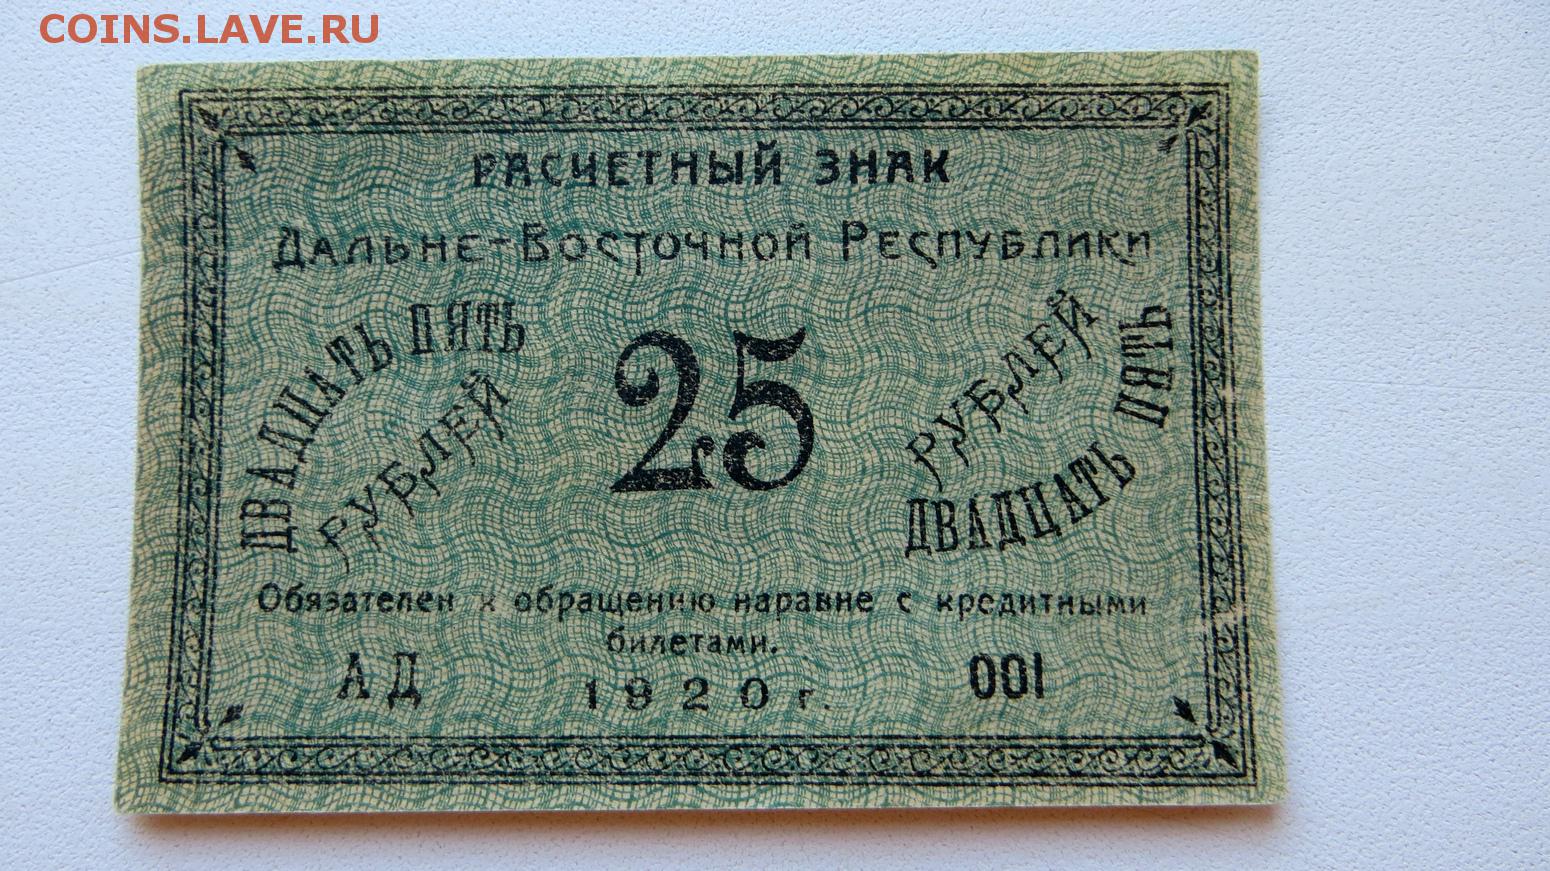 COINS.LAVE.RU
РАСЧЕТНЫЙ ЗНАК
ДАЛЬНЕ-ВОСТОЧНОЙ РЕСПУБЛИКИ
ДВАДЦАТЬ ПЯТЬ
РУБЛЕЙ
25
РУБЛЕЙ
ДВАДЦАТЬ ПЯТЬ
Обязателен к обращению наравне с кредитными
билетами.
АД 001
1920 г.